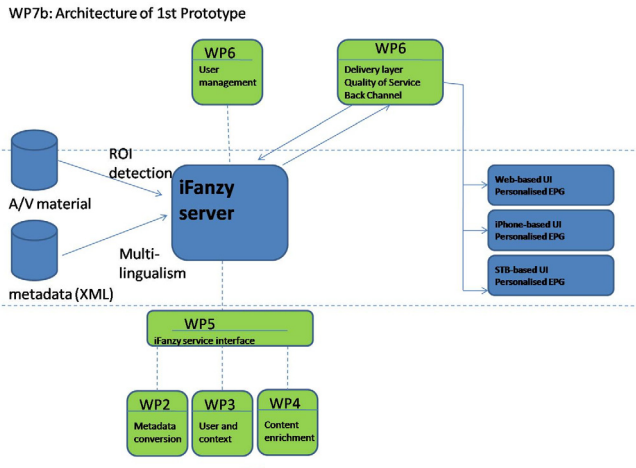 WP7b: Architecture of 1st Prototype
WP6
User
management
WP6
Delivery layer
Quality of Service
Back Channel
ROI
detection
A/V material
iFanzy
server
Multi-
lingualism
metadata (XML)
Web-based UI
Personalised EPG
iPhone-based UI
Personalised EPG
STB-based UI
Personalised EPG
WP5
iFanzy service interface
WP2
Metadata
conversion
WP3
User and
context
WP4
Content
enrichment